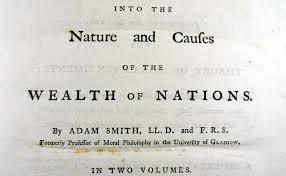 INTO THE
Nature and Causes
OF THE
WEALTH OF NATIONS.
By ADAM SMITH, LL. D. and F. R. S.
Formerly Professor of Moral Philosophy in the University of GLASGOW.
IN TWO VOLUMES.